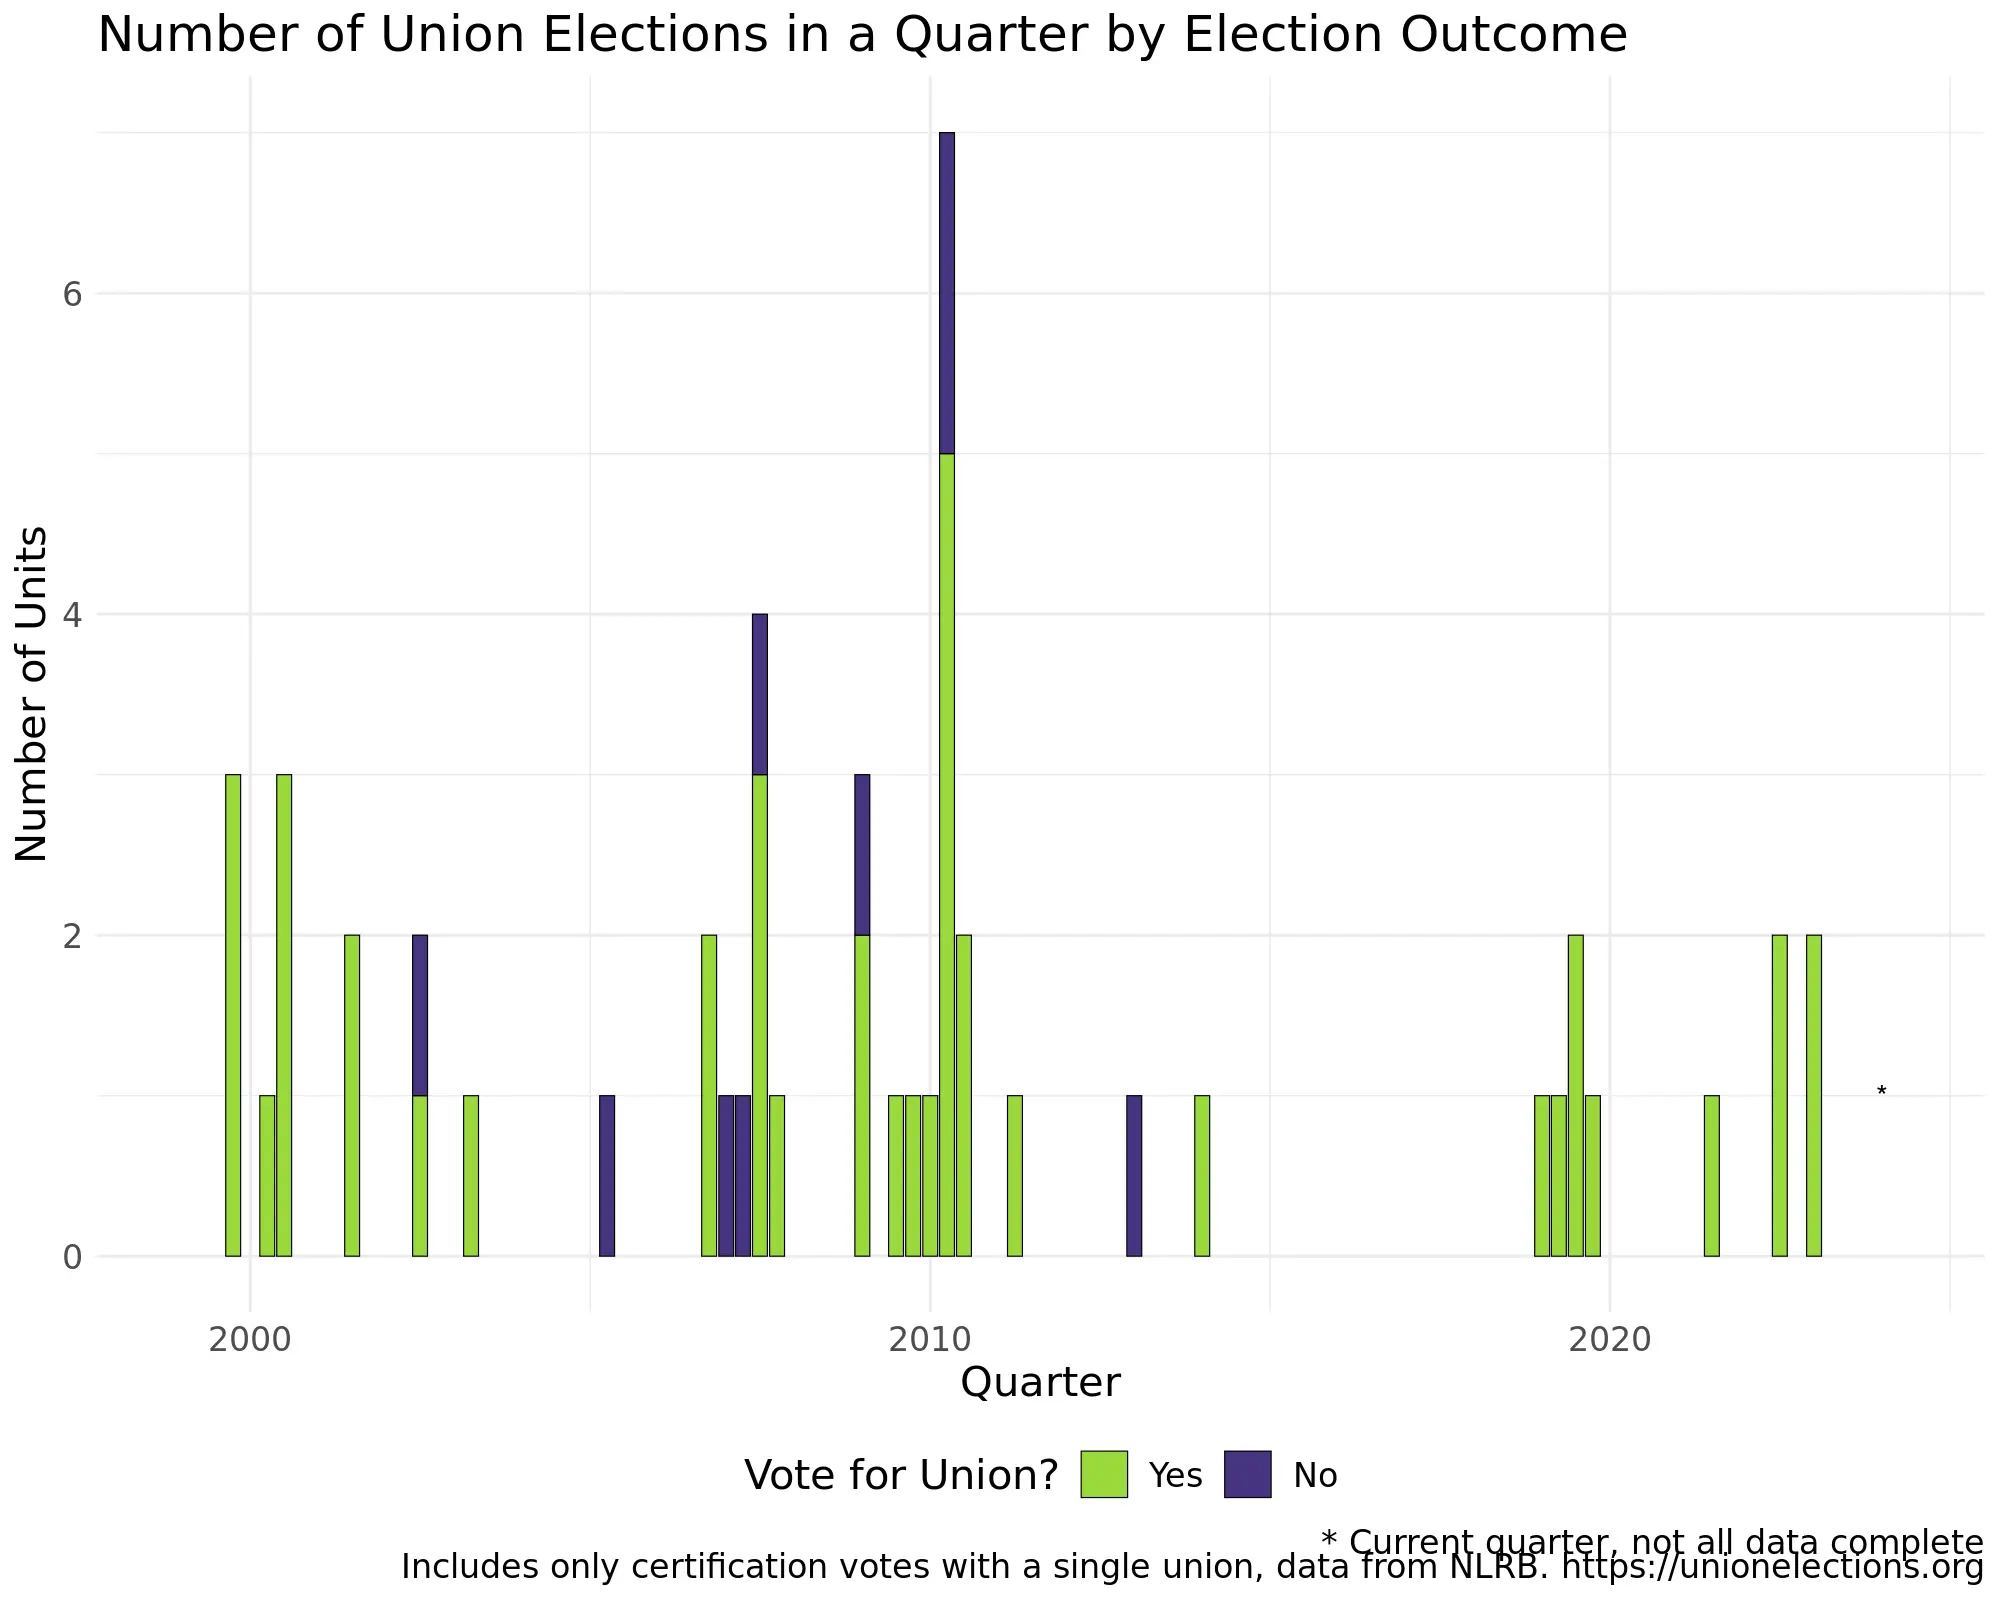 Number of Union Elections in a Quarter by Election Outcome
Number of Units
6
4
2
0
*
2000 2010 2020
Quarter
Vote for Union? Yes No
* Current quarter, not all data complete
Includes only certification votes with a single union, data from NLRB. https://unionelections.org